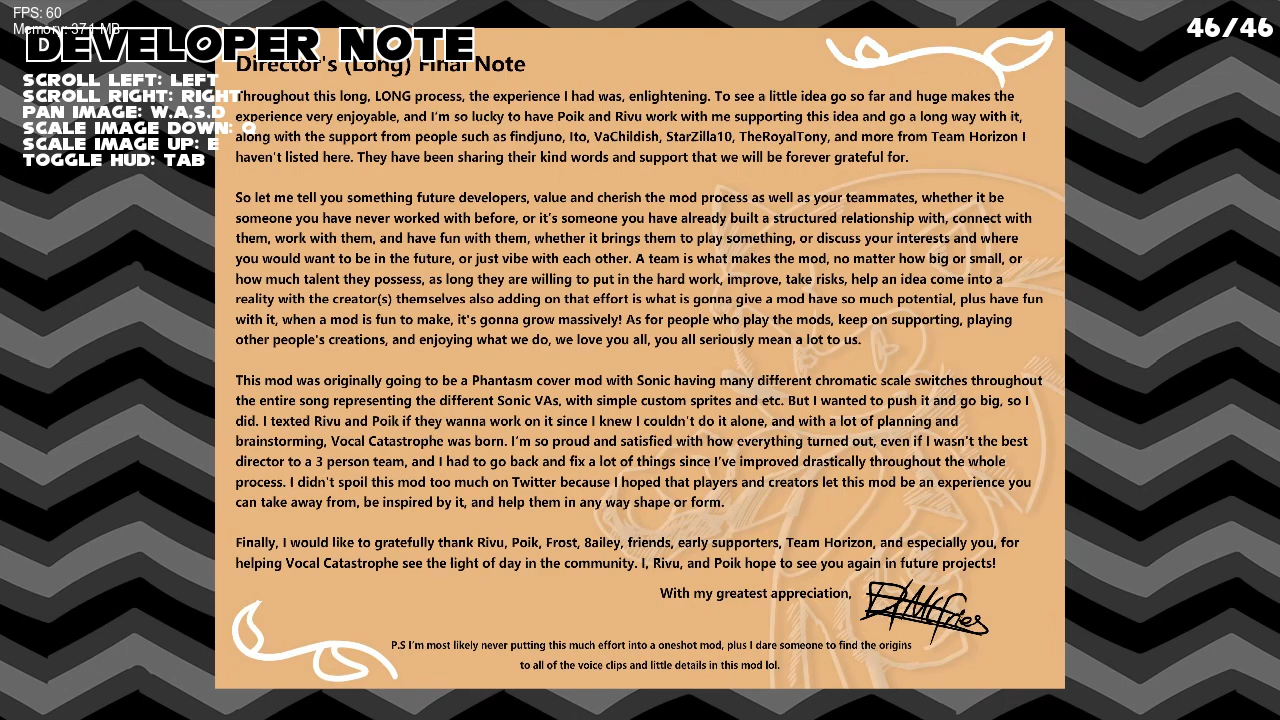 FPS: 60
Memory: 371 MB
DEVELOPER NOTE
46/46
SCROLL LEFT: LEFT
SCROLL RIGHT: RIGHT
PAN IMAGE: W.A.S.D
SCALE IMAGE DOWN: Q
SCALE IMAGE UP: E
TOGGLE HUD: TAB
Director's (Long) Final Note
Throughout this long, LONG process, the experience I had was, enlightening. To see a little idea go so far and huge makes the
experience very enjoyable, and I'm so lucky to have Poik and Rivu work with me supporting this idea and go a long way with it,
along with the support from people such as findjuno, Ito, VaChildish, StarZilla10, TheRoyalTony, and more from Team Horizon I
haven't listed here. They have been sharing their kind words and support that we will be forever grateful for.
So let me tell you something future developers, value and cherish the mod process as well as your teammates, whether it be
someone you have never worked with before, or it's someone you have already built a structured relationship with, connect with
them, work with them, and have fun with them, whether it brings them to play something, or discuss your interests and where
you would want to be in the future, or just vibe with each other. A team is what makes the mod, no matter how big or small, or
how much talent they possess, as long they are willing to put in the hard work, improve, take risks, help an idea come into a
reality with the creator(s) themselves also adding on that effort is what is gonna give a mod have so much potential, plus have fun
with it, when a mod is fun to make, it's gonna grow massively! As for people who play the mods, keep on supporting, playing
other people's creations, and enjoying what we do, we love you all, you all seriously mean a lot to us.
This mod was originally going to be a Phantasm cover mod with Sonic having many different chromatic scale switches throughout
the entire song representing the different Sonic VAs, with simple custom sprites and etc. But I wanted to push it and go big, so I
did. I texted Rivu and Poik if they wanna work on it since I knew I couldn't do it alone, and with a lot of planning and
brainstorming, Vocal Catastrophe was born. I'm so proud and satisfied with how everything turned out, even if I wasn't the best
director to a 3 person team, and I had to go back and fix a lot of things since I've improved drastically throughout the whole
process. I didn't spoil this mod too much on Twitter because I hoped that players and creators let this mod be an experience you
can take away from, be inspired by it, and help them in any way shape or form.
Finally, I would like to gratefully thank Rivu, Poik, Frost, 8ailey, friends, early supporters, Team Horizon, and especially you, for
helping Vocal Catastrophe see the light of day in the community. I, Rivu, and Poik hope to see you again in future projects!
With my greatest appreciation,
P.S I'm most likely never putting this much effort into a oneshot mod, plus I dare someone to find the origins
to all of the voice clips and little details in this mod lol.